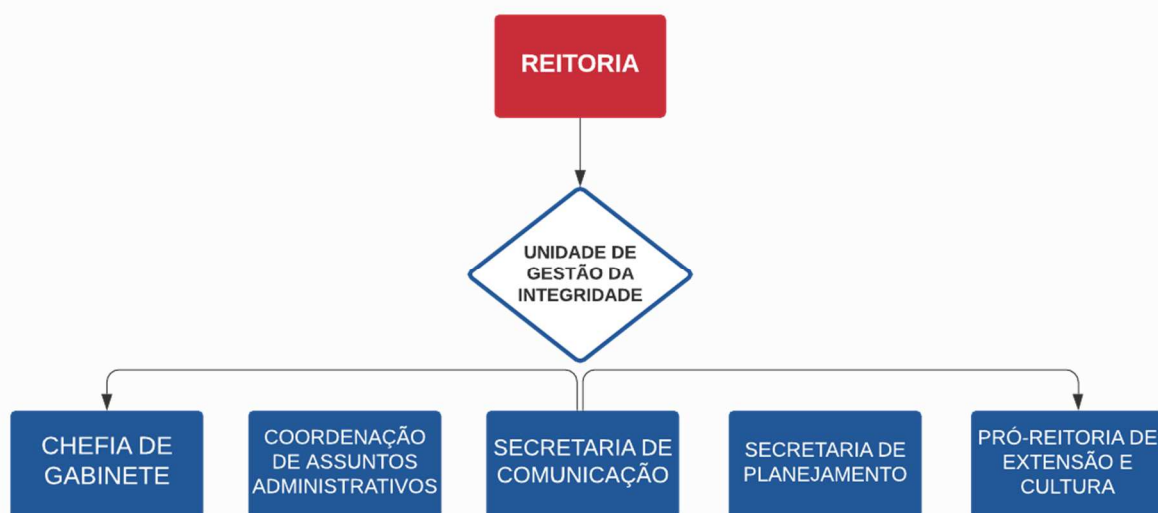 REITORIA
UNIDADE DE
GESTÃO DA
INTEGRIDADE
CHEFIA DE
GABINETE
COORDENAÇÃO
DE ASSUNTOS
ADMINISTRATIVOS
SECRETARIA DE
COMUNICAÇÃO
SECRETARIA DE
PLANEJAMENTO
PRÓ-REITORIA DE
EXTENSÃO E
CULTURA